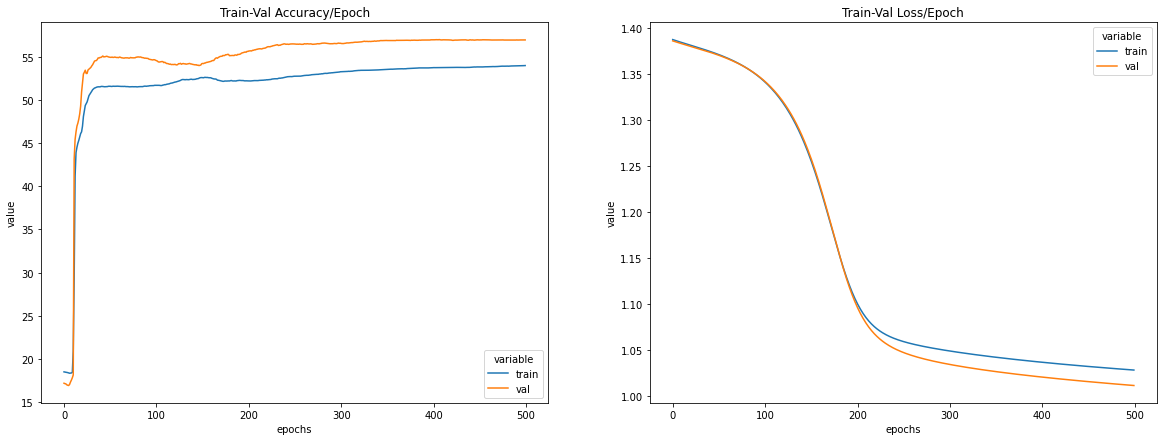 Train-Val Accuracy/Epoch
value
55
50
45
40
35
30
25
20
15
0
100
200
300
400
500
epochs
variable
train
val
Train-Val Loss/Epoch
value
1.40
1.35
1.30
1.25
1.20
1.15
1.10
1.05
1.00
0
100
200
300
400
500
epochs
variable
train
val